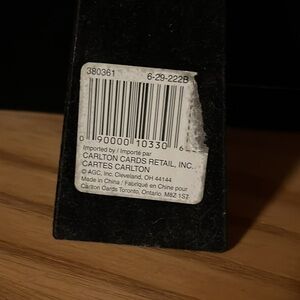 380361 6-29-222B
0 90000 10330 6
Imported by / Importé par
CARLTON CARDS RETAIL, INC.
CARTES CARLTON
© AGC, Inc. Cleveland, OH 44144
Made in China / Fabriqué en Chine pour
Carlton Cards Toronto, Ontario, M8Z 1S7